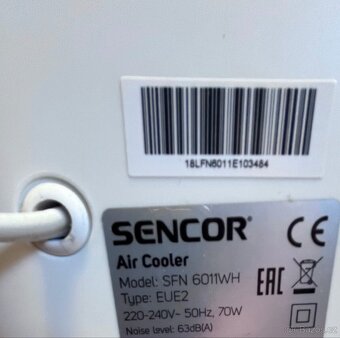 18LFN6011E103484
SENCOR®
CE
Air Cooler
Model: SFN 6011WH
Type: EUE2
EAC
220-240V~ 50Hz, 70W
Noise level: 63dB(A)